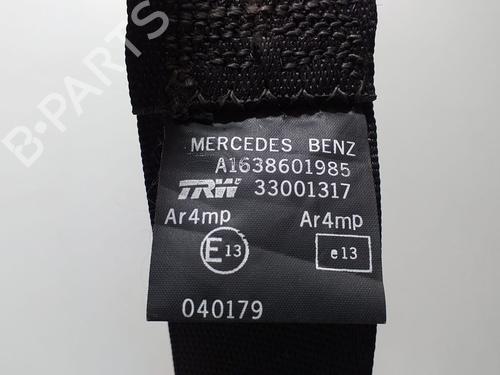 B-PARTS
MERCEDES BENZ
A1638601985
TRW 33001317
Ar4mp Ar4mp
E13 e13
040179